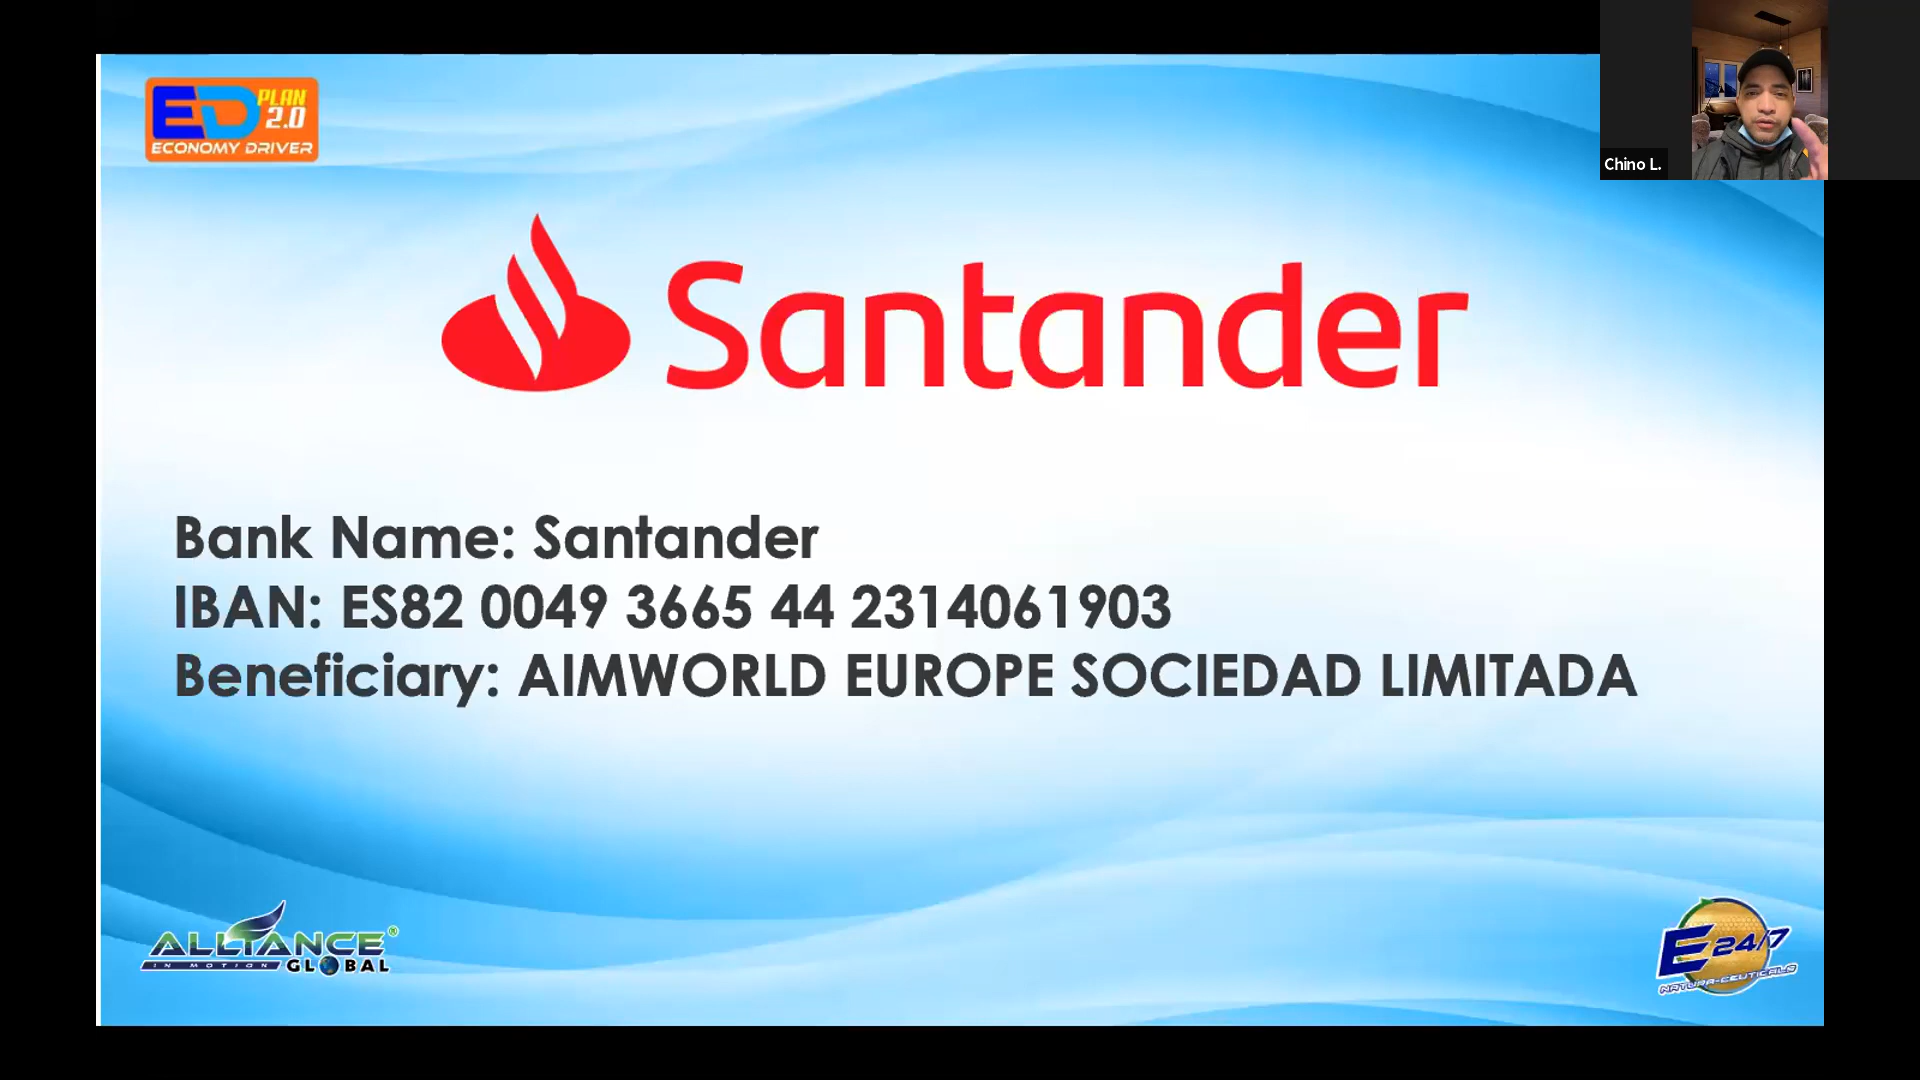 ED PLAN 2.0
ECONOMY DRIVER
Chino L.
Santander
Bank Name: Santander
IBAN: ES82 0049 3665 44 2314061903
Beneficiary: AIMWORLD EUROPE SOCIEDAD LIMITADA
ALLIANCE®
IN MOTION GLOBAL
E 24/7
NATURA-CEUTICALS